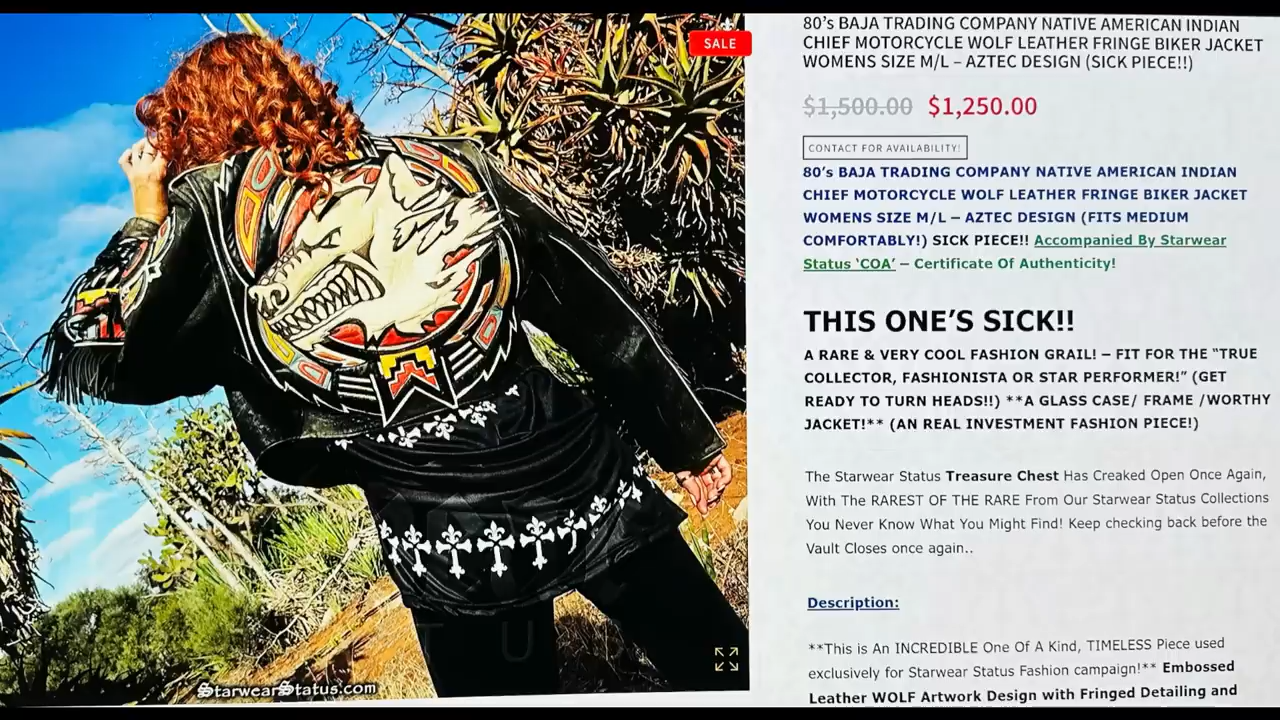 SALE
80's BAJA TRADING COMPANY NATIVE AMERICAN INDIAN
CHIEF MOTORCYCLE WOLF LEATHER FRINGE BIKER JACKET
WOMENS SIZE M/L – AZTEC DESIGN (SICK PIECE!!)
$1,500.00 $1,250.00
CONTACT FOR AVAILABILITY!
80's BAJA TRADING COMPANY NATIVE AMERICAN INDIAN
CHIEF MOTORCYCLE WOLF LEATHER FRINGE BIKER JACKET
WOMENS SIZE M/L – AZTEC DESIGN (FITS MEDIUM
COMFORTABLY!) SICK PIECE!! Accompanied By Starwear
Status 'COA' – Certificate Of Authenticity!
THIS ONE'S SICK!!
A RARE & VERY COOL FASHION GRAIL! – FIT FOR THE "TRUE
COLLECTOR, FASHIONISTA OR STAR PERFORMER!" (GET
READY TO TURN HEADS!!) **A GLASS CASE/ FRAME /WORTHY
JACKET!** (AN REAL INVESTMENT FASHION PIECE!)
The Starwear Status Treasure Chest Has Creaked Open Once Again,
With The RAREST OF THE RARE From Our Starwear Status Collections
You Never Know What You Might Find! Keep checking back before the
Vault Closes once again..
Description:
**This is An INCREDIBLE One Of A Kind, TIMELESS Piece used
exclusively for Starwear Status Fashion campaign!** Embossed
Leather WOLF Artwork Design with Fringed Detailing and
StarwearStatus.com